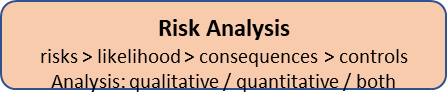 Risk Analysis
risks > likelihood > consequences > controls
Analysis: qualitative / quantitative / both